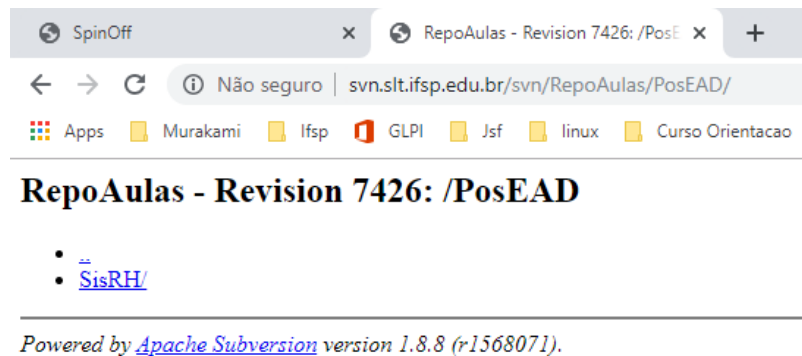 SpinOff RepoAulas - Revision 7426: /PosE
Não seguro svn.slt.ifsp.edu.br/svn/RepoAulas/PosEAD/
Apps Murakami Ifsp GLPI Jsf linux Curso Orientacao
RepoAulas - Revision 7426: /PosEAD
..
SisRH/
Powered by Apache Subversion version 1.8.8 (r1568071).